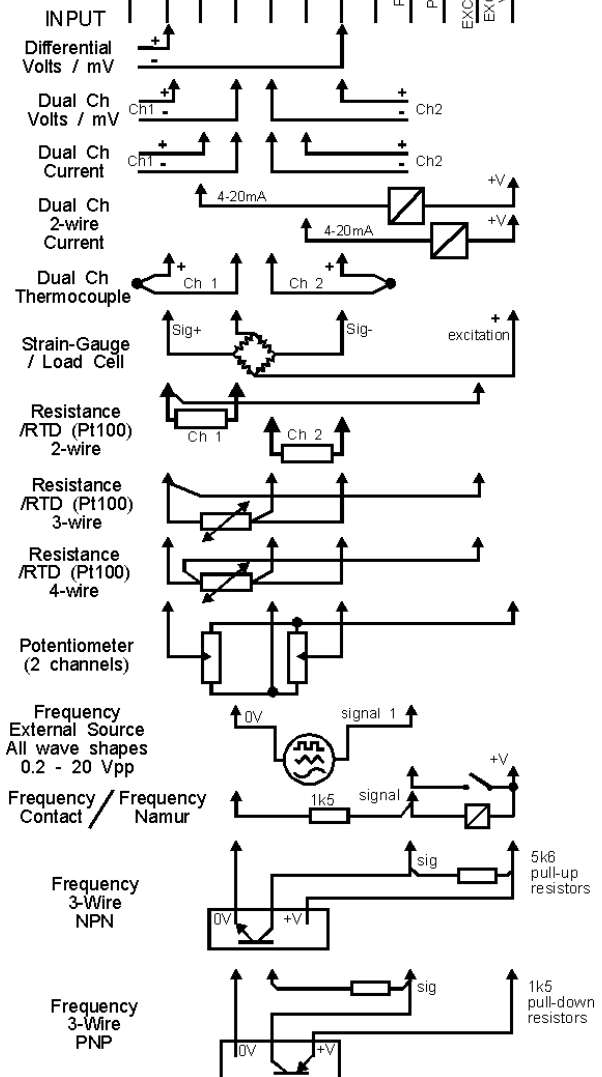 INPUT
EXC
Differential
Volts / mV
+
-
Dual Ch
Volts / mV
Ch1
+
-
+
-
Ch2
Dual Ch
Current
Ch1
+
-
+
-
Ch2
Dual Ch
2-wire
Current
4-20mA
+V
4-20mA
+V
Dual Ch
Thermocouple
+
Ch 1
Ch 2
+
Strain-Gauge
/ Load Cell
Sig+
Sig-
+
excitation
Resistance
/RTD (Pt100)
2-wire
Ch 1
Ch 2
Resistance
/RTD (Pt100)
3-wire
Resistance
/RTD (Pt100)
4-wire
Potentiometer
(2 channels)
Frequency
External Source
All wave shapes
0.2 - 20 Vpp
0V
signal 1
Frequency / Frequency
Contact / Namur
1k5
signal
+V
Frequency
3-Wire
NPN
0V
+V
sig
5k6
pull-up
resistors
Frequency
3-Wire
PNP
0V
+V
sig
1k5
pull-down
resistors